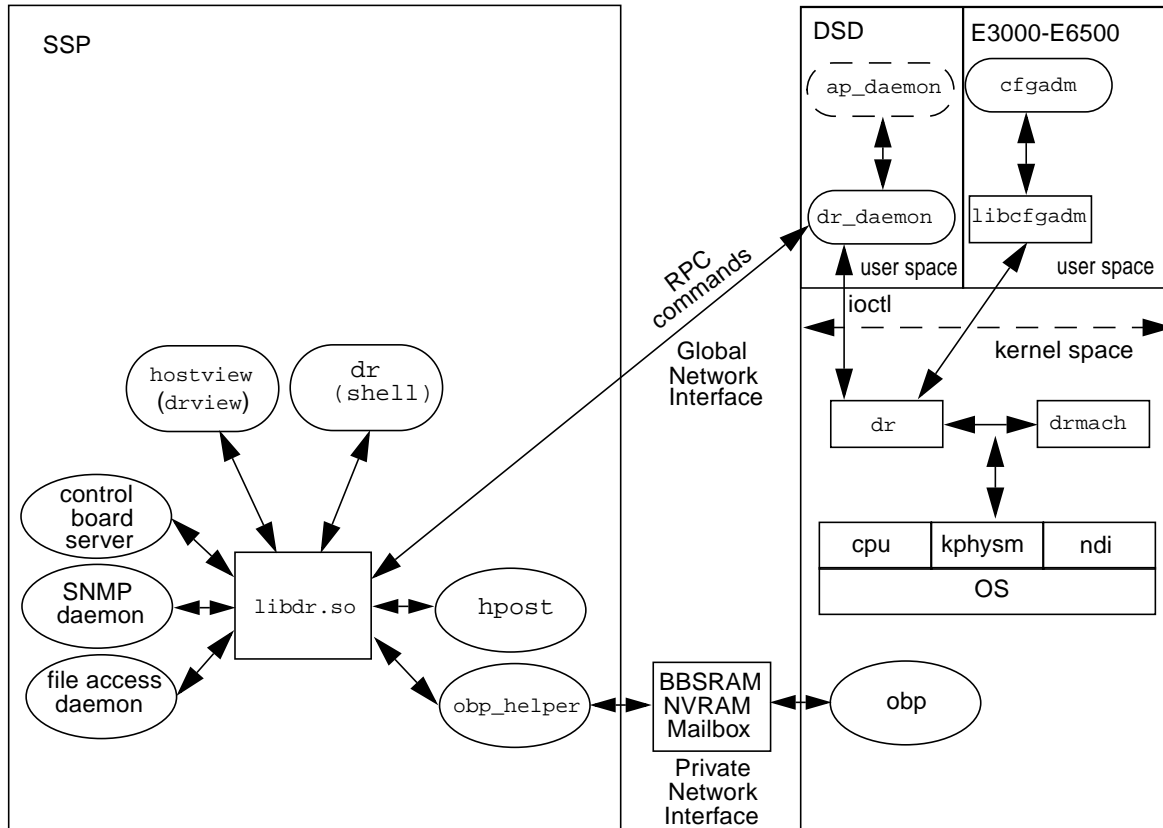 SSP
DSD
E3000-E6500
ap_daemon
cfgadm
dr_daemon
libcfgadm
user space
user space
RPC
commands
ioctl
kernel space
Global
Network
Interface
hostview
(drview)
dr
(shell)
dr
drmach
control
board
server
SNMP
daemon
file access
daemon
libdr.so
hpost
obp_helper
cpu
kphysm
ndi
OS
BBSRAM
NVRAM
Mailbox
obp
Private
Network
Interface